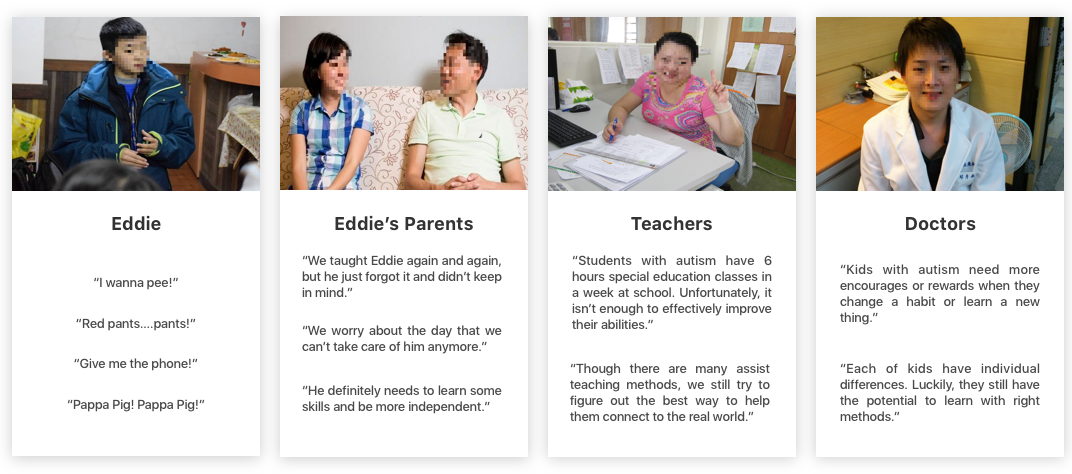 Eddie
“I wanna pee!”
“Red pants....pants!”
“Give me the phone!”
“Pappa Pig! Pappa Pig!”
Eddie’s Parents
“We taught Eddie again and again,
but he just forgot it and didn’t keep
in mind.”
“We worry about the day that we
can’t take care of him anymore.”
“He definitely needs to learn some
skills and be more independent.”
Teachers
“Students with autism have 6
hours special education classes in
a week at school. Unfortunately, it
isn’t enough to effectively improve
their abilities.”
“Though there are many assist
teaching methods, we still try to
figure out the best way to help
them connect to the real world.”
Doctors
“Kids with autism need more
encourages or rewards when they
change a habit or learn a new
thing.”
“Each of kids have individual
differences. Luckily, they still have
the potential to learn with right
methods.”